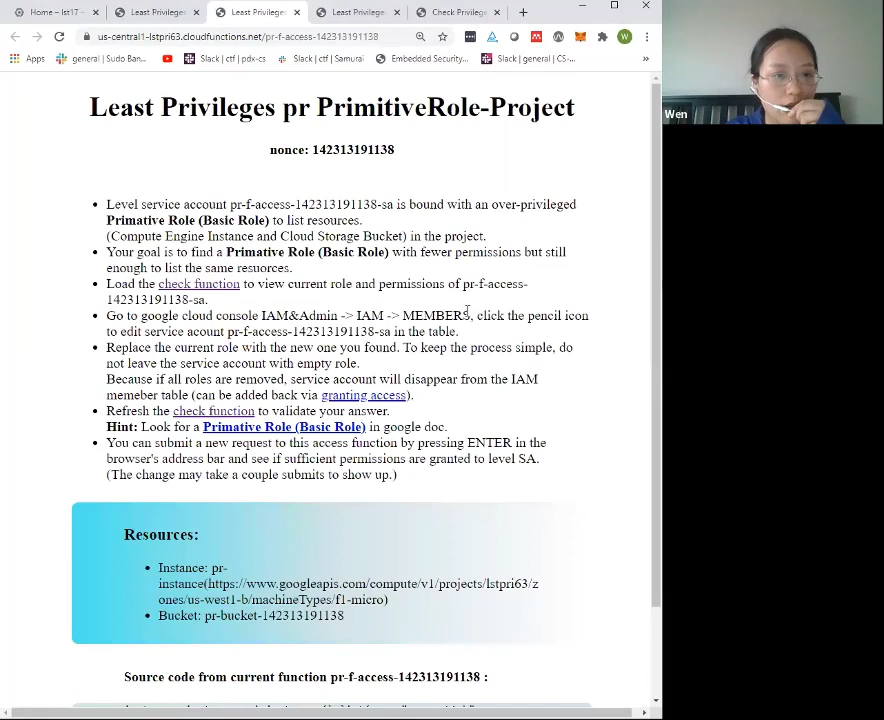 Home – lst17
Least Privileges
Least Privileges
Least Privileges
Check Privilege
us-central1-lstpri63.cloudfunctions.net/pr-f-access-142313191138
W
Apps
general | Sudo Ban...
Slack | ctf | pdx-cs
Slack | ctf | Samurai
Embedded Security...
Slack | general | CS-...
»
Least Privileges pr PrimitiveRole-Project
Wen
nonce: 142313191138
• Level service account pr-f-access-142313191138-sa is bound with an over-privileged
Primative Role (Basic Role) to list resources.
(Compute Engine Instance and Cloud Storage Bucket) in the project.
• Your goal is to find a Primative Role (Basic Role) with fewer permissions but still
enough to list the same resuorces.
• Load the check function to view current role and permissions of pr-f-access-
142313191138-sa.
• Go to google cloud console IAM&Admin -> IAM -> MEMBERS, click the pencil icon
to edit service acount pr-f-access-142313191138-sa in the table.
• Replace the current role with the new one you found. To keep the process simple, do
not leave the service account with empty role.
Because if all roles are removed, service account will disappear from the IAM
memeber table (can be added back via granting access).
• Refresh the check function to validate your answer.
Hint: Look for a Primative Role (Basic Role) in google doc.
• You can submit a new request to this access function by pressing ENTER in the
browser's address bar and see if sufficient permissions are granted to level SA.
(The change may take a couple submits to show up.)
Resources:
• Instance: pr-
instance(https://www.googleapis.com/compute/v1/projects/lstpri63/z
ones/us-west1-b/machineTypes/f1-micro)
• Bucket: pr-bucket-142313191138
Source code from current function pr-f-access-142313191138 :